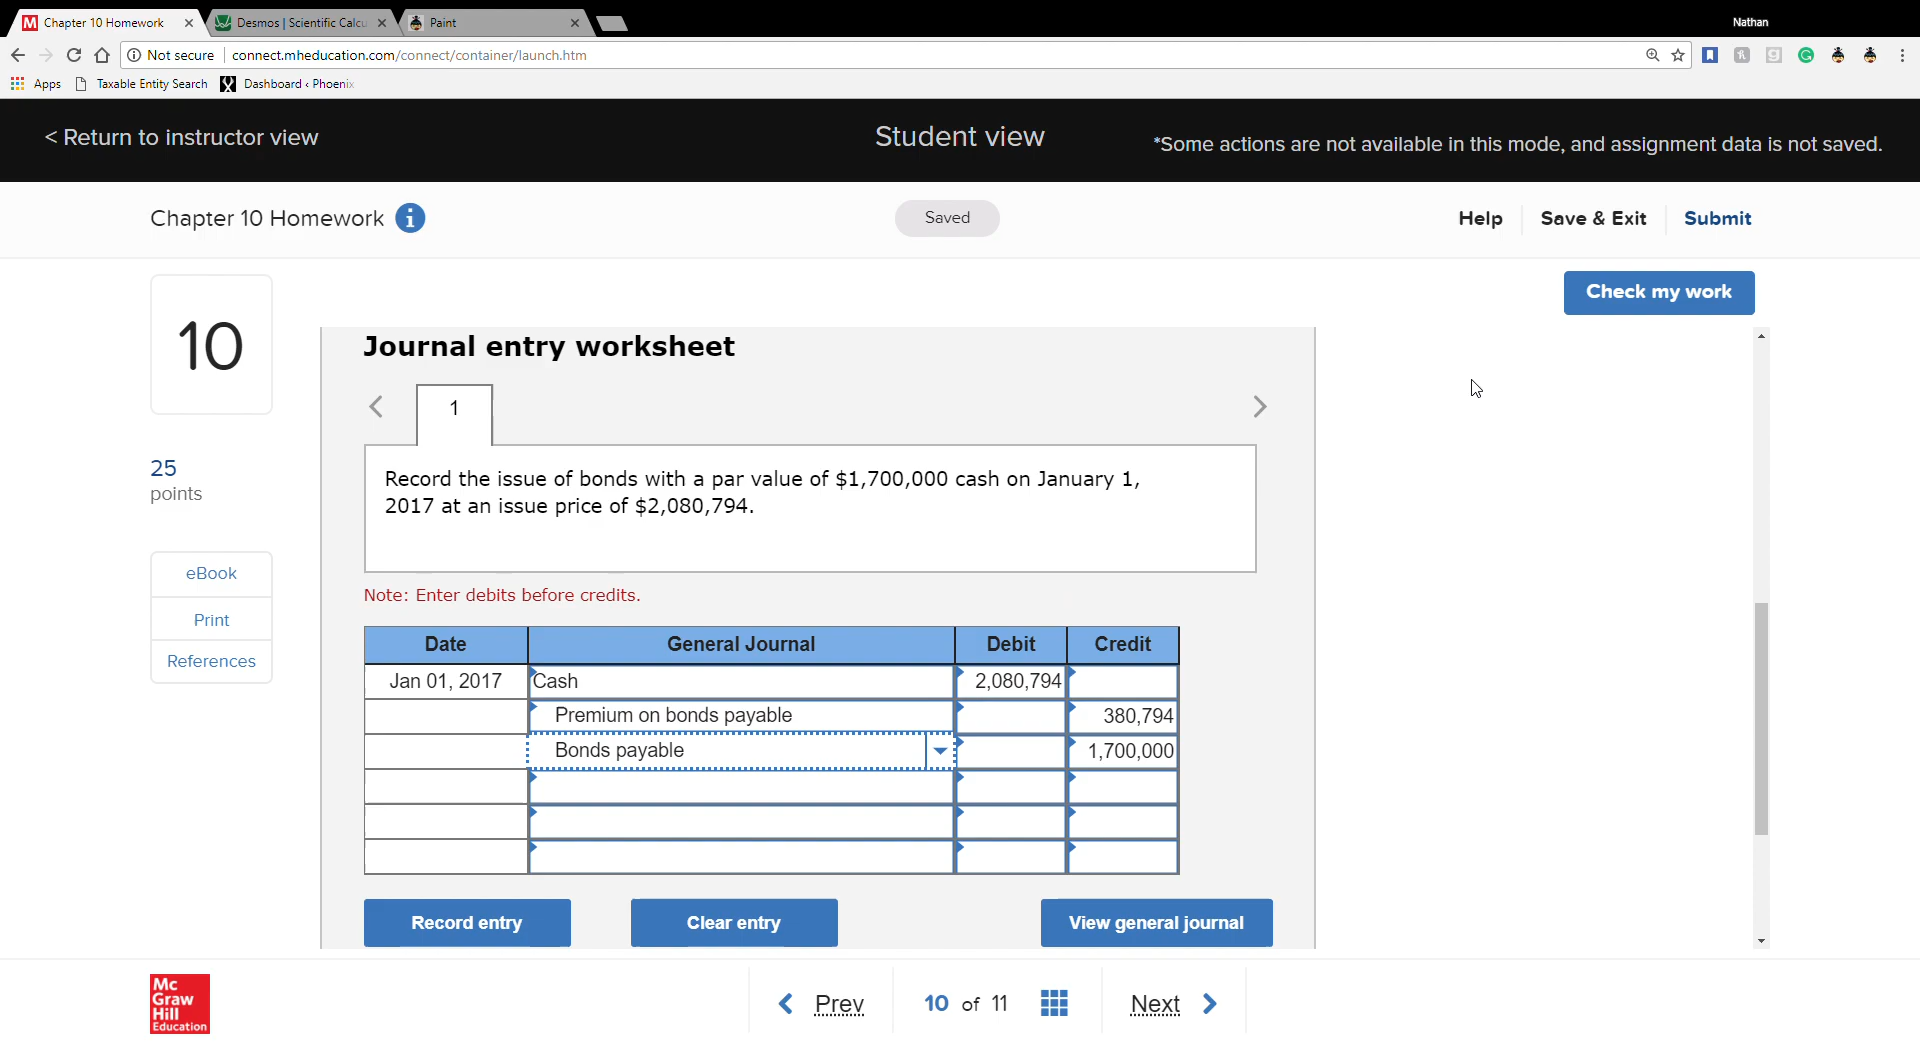 Chapter 10 Homework
Desmos | Scientific Calcu
Paint
Nathan
Not secure
connect.mheducation.com/connect/container/launch.htm
Apps
Taxable Entity Search
Dashboard ‹ Phoenix
< Return to instructor view
Student view
*Some actions are not available in this mode, and assignment data is not saved.
Chapter 10 Homework
i
Saved
Help
Save & Exit
Submit
Check my work
10
25
points
eBook
Print
References
Journal entry worksheet
1
Record the issue of bonds with a par value of $1,700,000 cash on January 1,
2017 at an issue price of $2,080,794.
Note: Enter debits before credits.
Date General Journal Debit Credit
Jan 01, 2017 Cash 2,080,794
Premium on bonds payable 380,794
Bonds payable 1,700,000
Record entry
Clear entry
View general journal
Mc
Graw
Hill
Education
Prev
10 of 11
Next